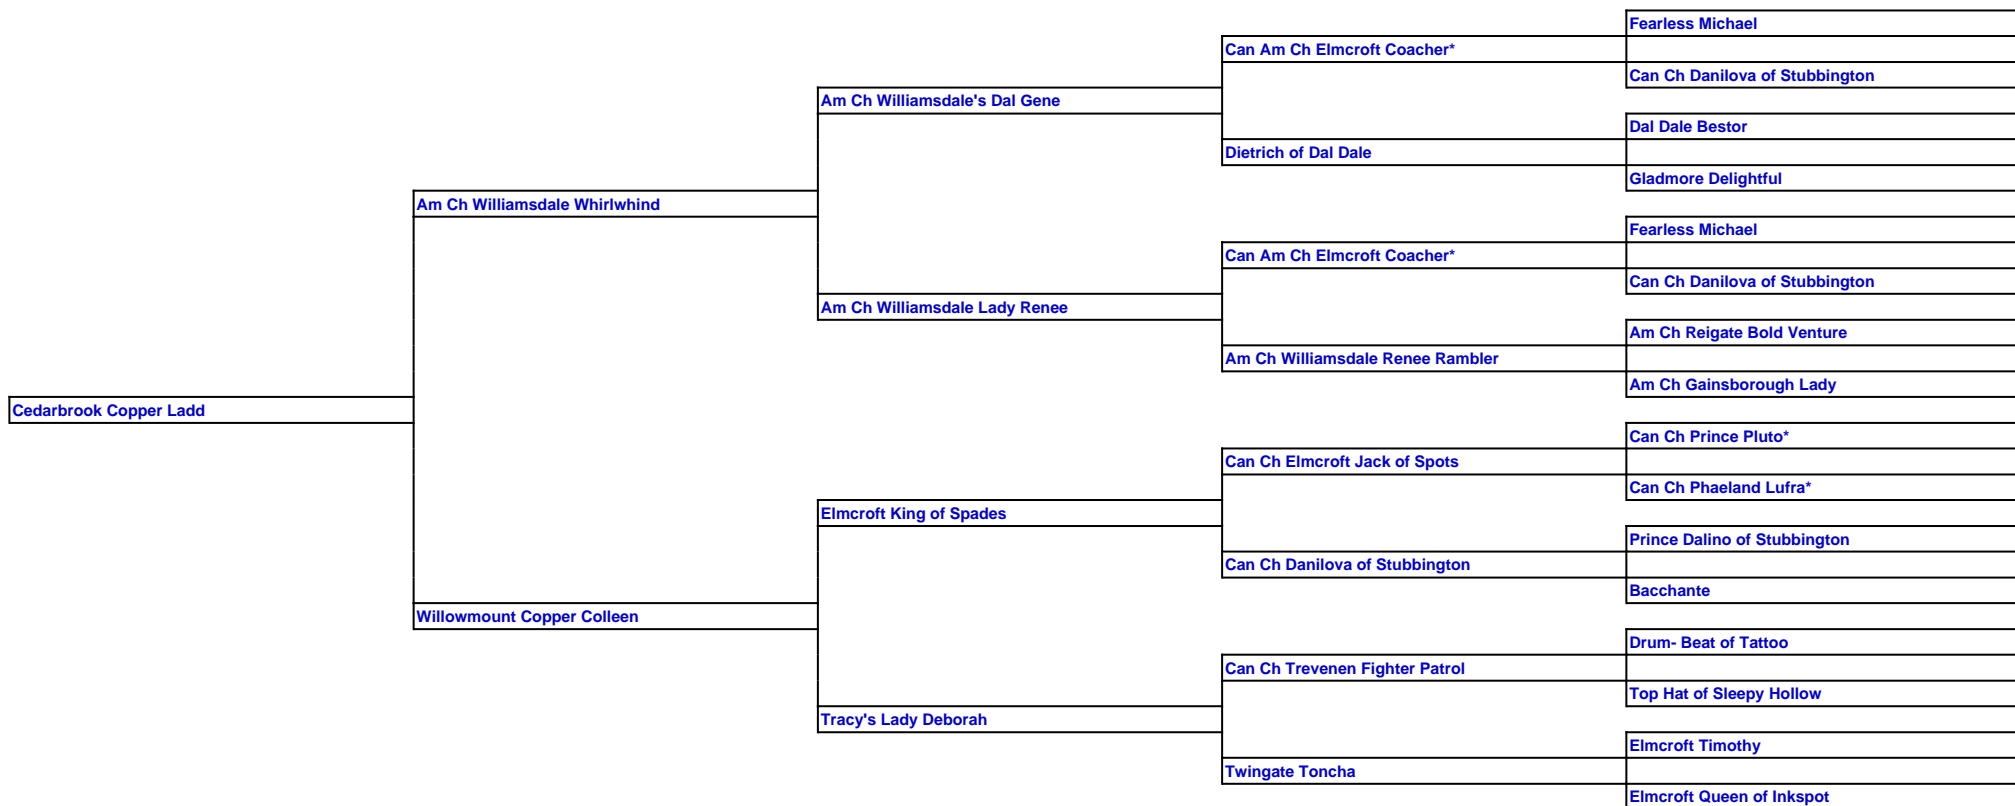 Fearless Michael
Can Am Ch Elmcroft Coacher*
Can Ch Danilova of Stubbington
Am Ch Williamsdale's Dal Gene
Dal Dale Bestor
Dietrich of Dal Dale
Gladmore Delightful
Am Ch Williamsdale Whirlwhind
Fearless Michael
Can Am Ch Elmcroft Coacher*
Can Ch Danilova of Stubbington
Am Ch Williamsdale Lady Renee
Am Ch Reigate Bold Venture
Am Ch Williamsdale Renee Rambler
Am Ch Gainsborough Lady
Cedarbrook Copper Ladd
Can Ch Prince Pluto*
Can Ch Elmcroft Jack of Spots
Can Ch Phaeland Lufra*
Elmcroft King of Spades
Prince Dalino of Stubbington
Can Ch Danilova of Stubbington
Bacchante
Willowmount Copper Colleen
Drum- Beat of Tattoo
Can Ch Trevenen Fighter Patrol
Top Hat of Sleepy Hollow
Tracy's Lady Deborah
Elmcroft Timothy
Twingate Toncha
Elmcroft Queen of Inkspot